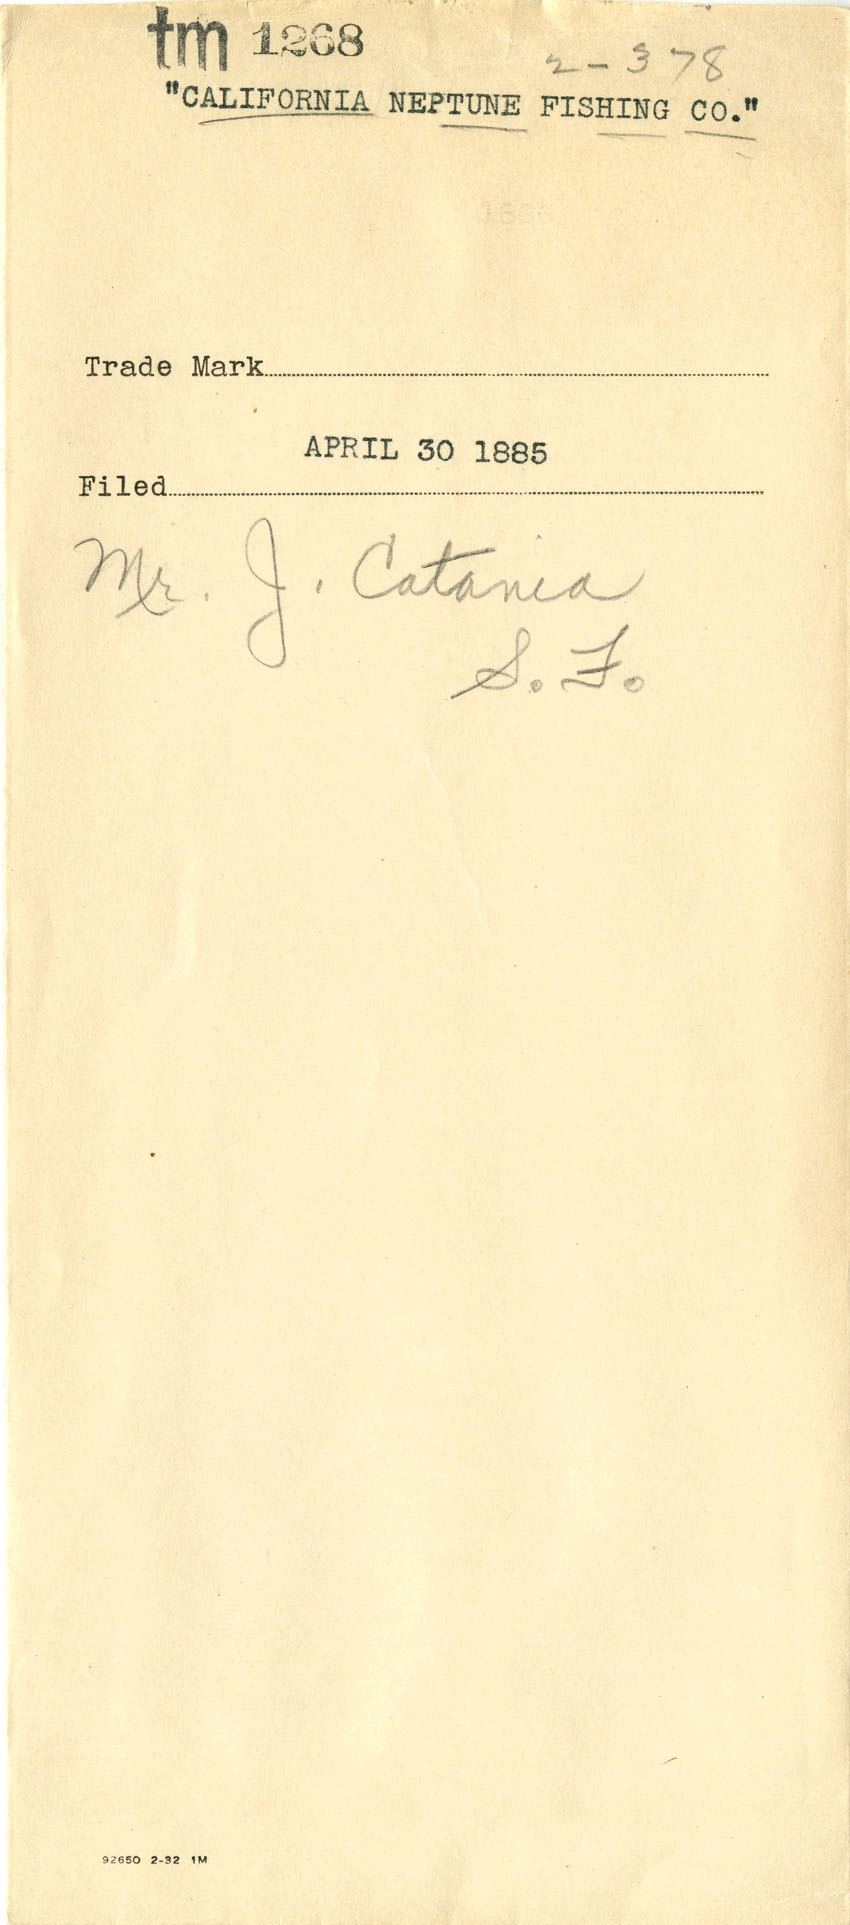 tm 1268
2-378
"CALIFORNIA NEPTUNE FISHING CO."
Trade Mark
APRIL 30 1885
Filed
Mr. J. Catania
S. F.
92650 2-32 1M